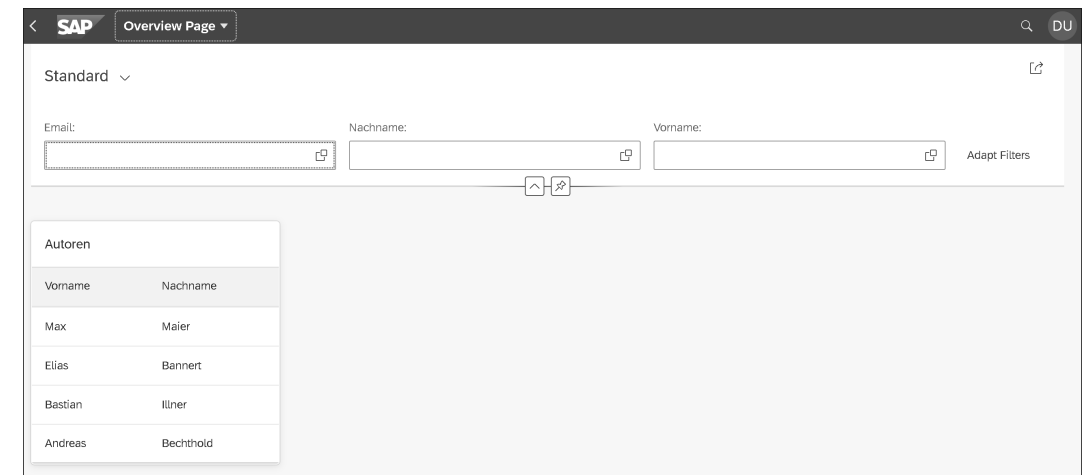 SAP Overview Page DU
Standard
Email: Nachname: Vorname:
Adapt Filters
Autoren
Vorname Nachname
Max Maier
Elias Bannert
Bastian Illner
Andreas Bechthold